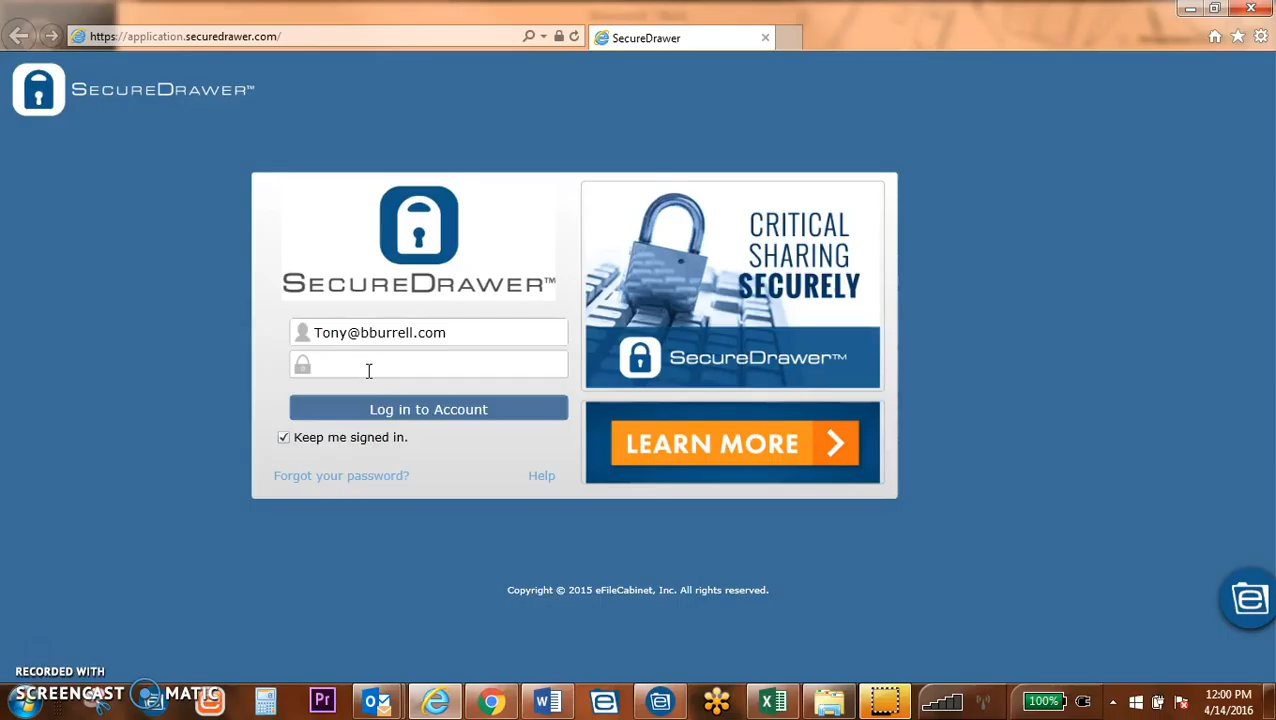 https://application.securedrawer.com/
SecureDrawer
SECUREDRAWER™
SECUREDRAWER™
CRITICAL
SHARING
SECURELY
SECUREDRAWER™
Tony@bburrell.com
Log in to Account
Keep me signed in.
Forgot your password?
Help
LEARN MORE
Copyright © 2015 eFileCabinet, Inc. All rights reserved.
RECORDED WITH
SCREENCAST MATIC
Pr
100%
12:00 PM
4/14/2016